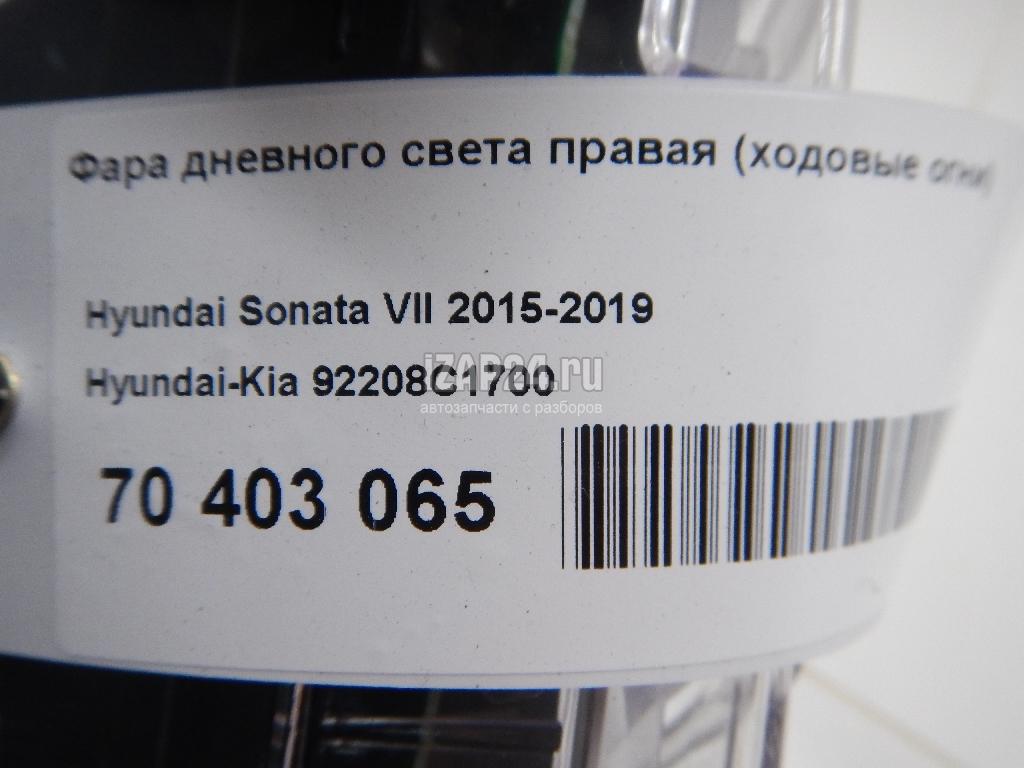 Фара дневного света правая (ходовые огни)
Hyundai Sonata VII 2015-2019
Hyundai-Kia 92208C1700
iZAP24.ru
автозапчасти с разборов
70 403 065